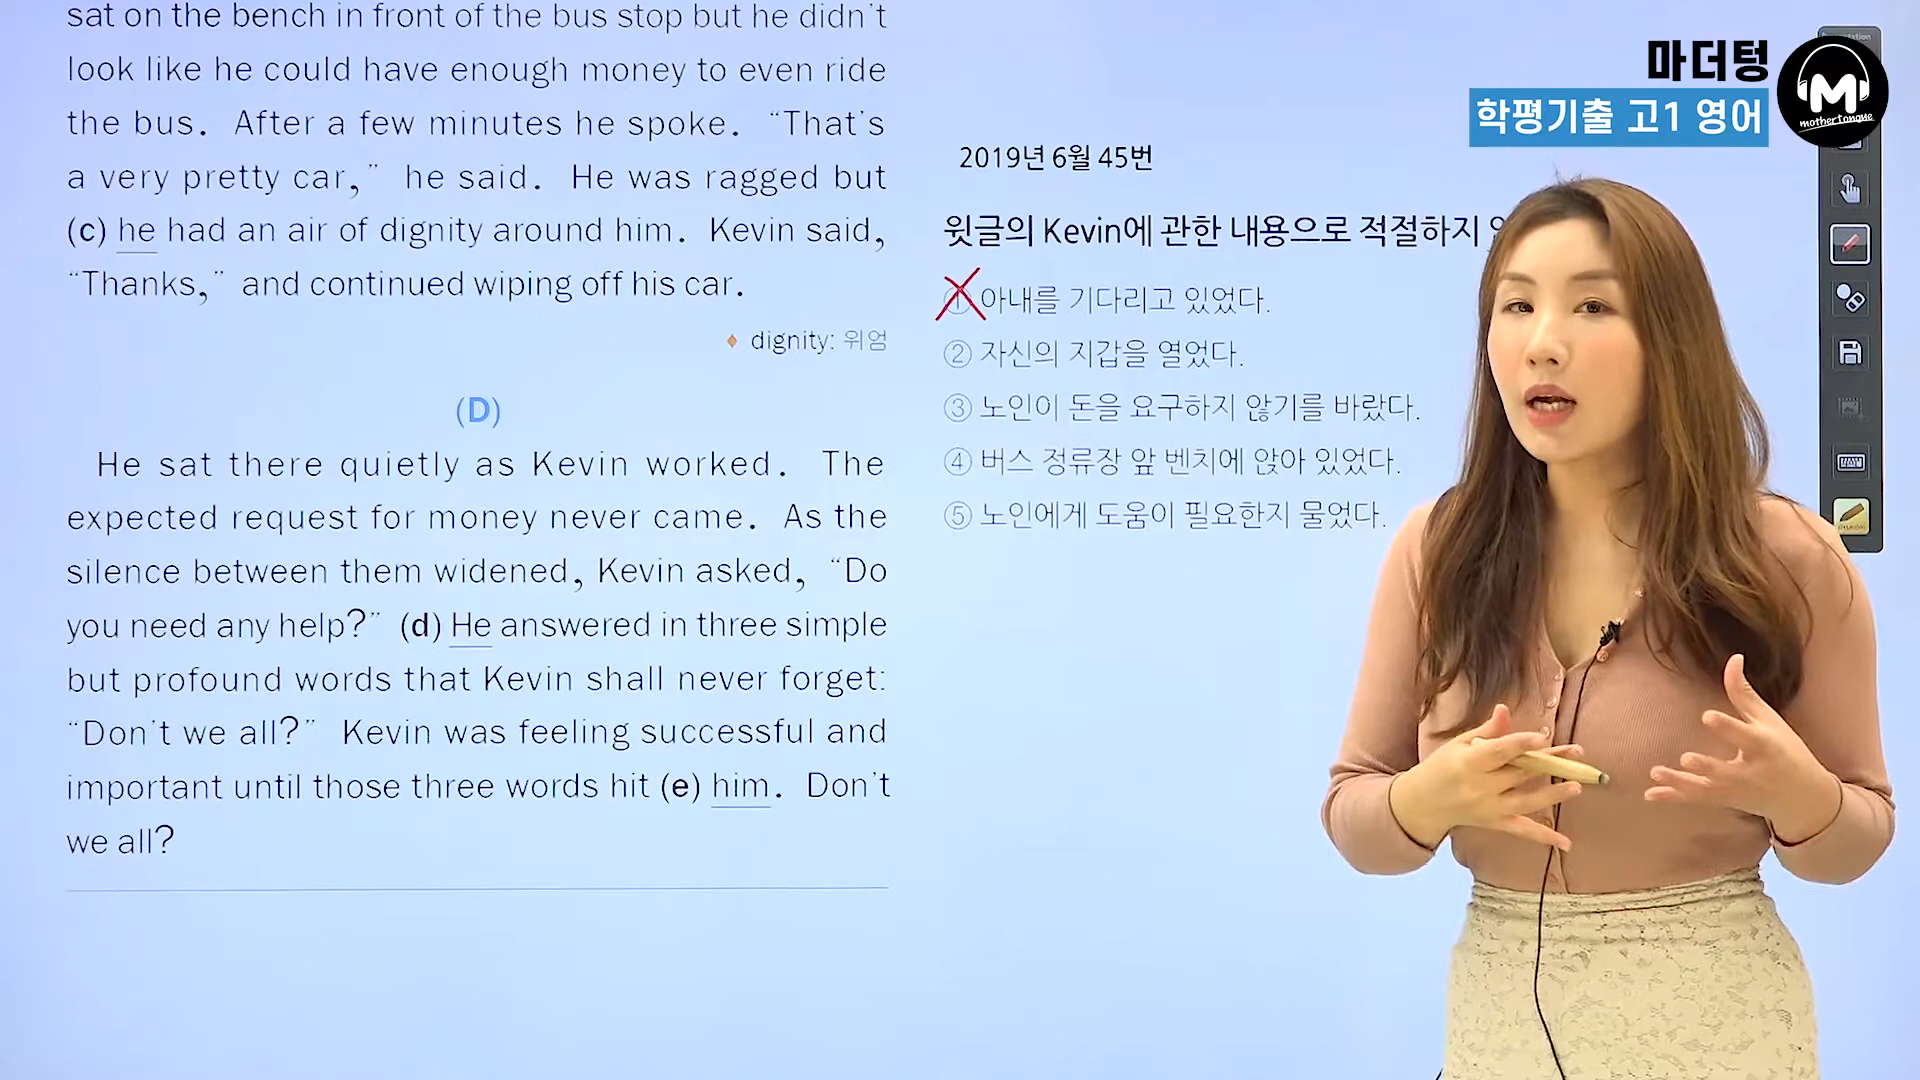 sat on the bench in front of the bus stop but he didn't
look like he could have enough money to even ride
the bus. After a few minutes he spoke. “That's
a very pretty car,” he said. He was ragged but
(c) he had an air of dignity around him. Kevin said,
“Thanks,” and continued wiping off his car.
♦ dignity: 위엄
(D)
He sat there quietly as Kevin worked. The
expected request for money never came. As the
silence between them widened, Kevin asked, “Do
you need any help?” (d) He answered in three simple
but profound words that Kevin shall never forget:
“Don't we all?” Kevin was feeling successful and
important until those three words hit (e) him. Don't
we all?
2019년 6월 45번
윗글의 Kevin에 관한 내용으로 적절하지
① 아내를 기다리고 있었다.
② 자신의 지갑을 열었다.
③ 노인이 돈을 요구하지 않기를 바랐다.
④ 버스 정류장 앞 벤치에 앉아 있었다.
⑤ 노인에게 도움이 필요한지 물었다.
마더텅
학평기출 고1 영어
M
mothertongue